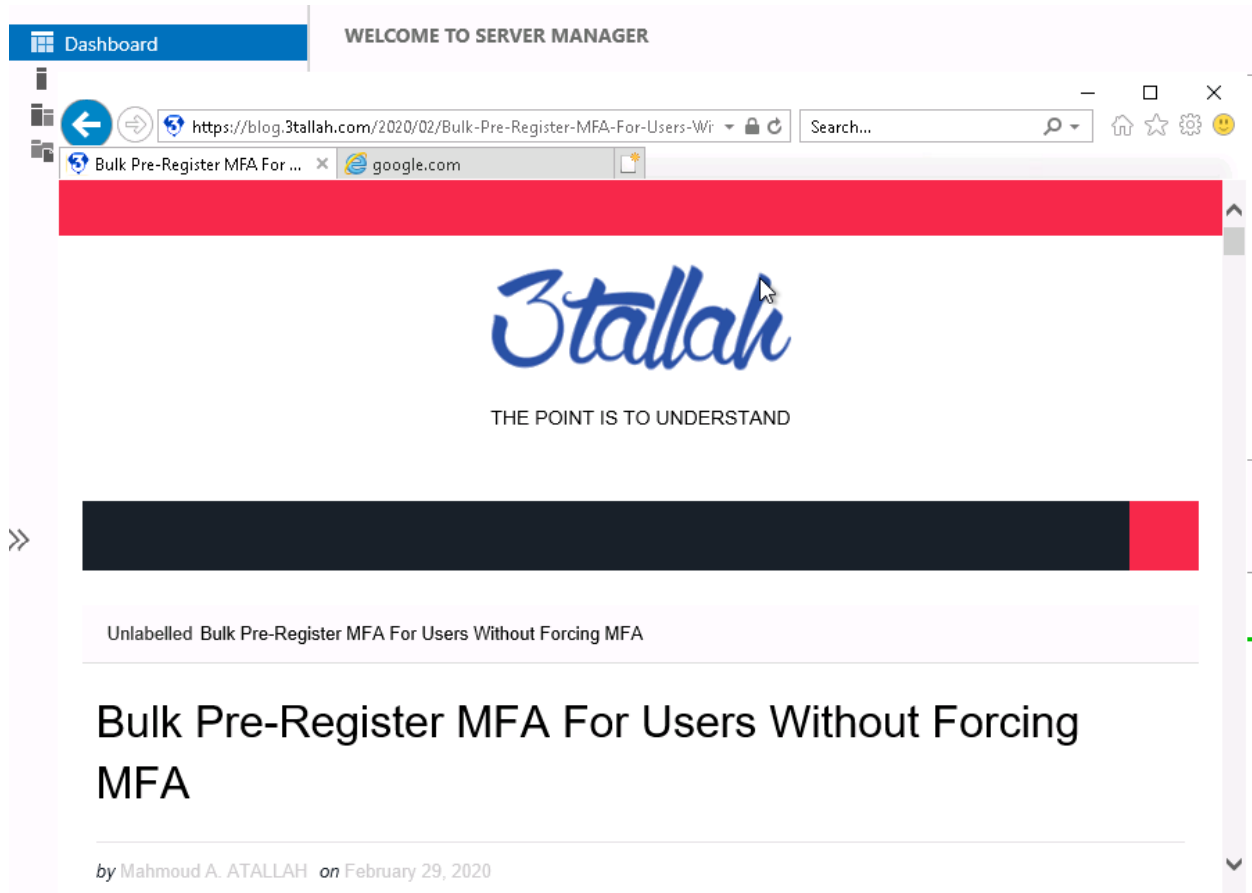 Dashboard
WELCOME TO SERVER MANAGER
https://blog.3tallah.com/2020/02/Bulk-Pre-Register-MFA-For-Users-Wi
Search...
Bulk Pre-Register MFA For ...
google.com
3tallah
THE POINT IS TO UNDERSTAND
Unlabelled Bulk Pre-Register MFA For Users Without Forcing MFA
Bulk Pre-Register MFA For Users Without Forcing
MFA
by Mahmoud A. ATALLAH on February 29, 2020